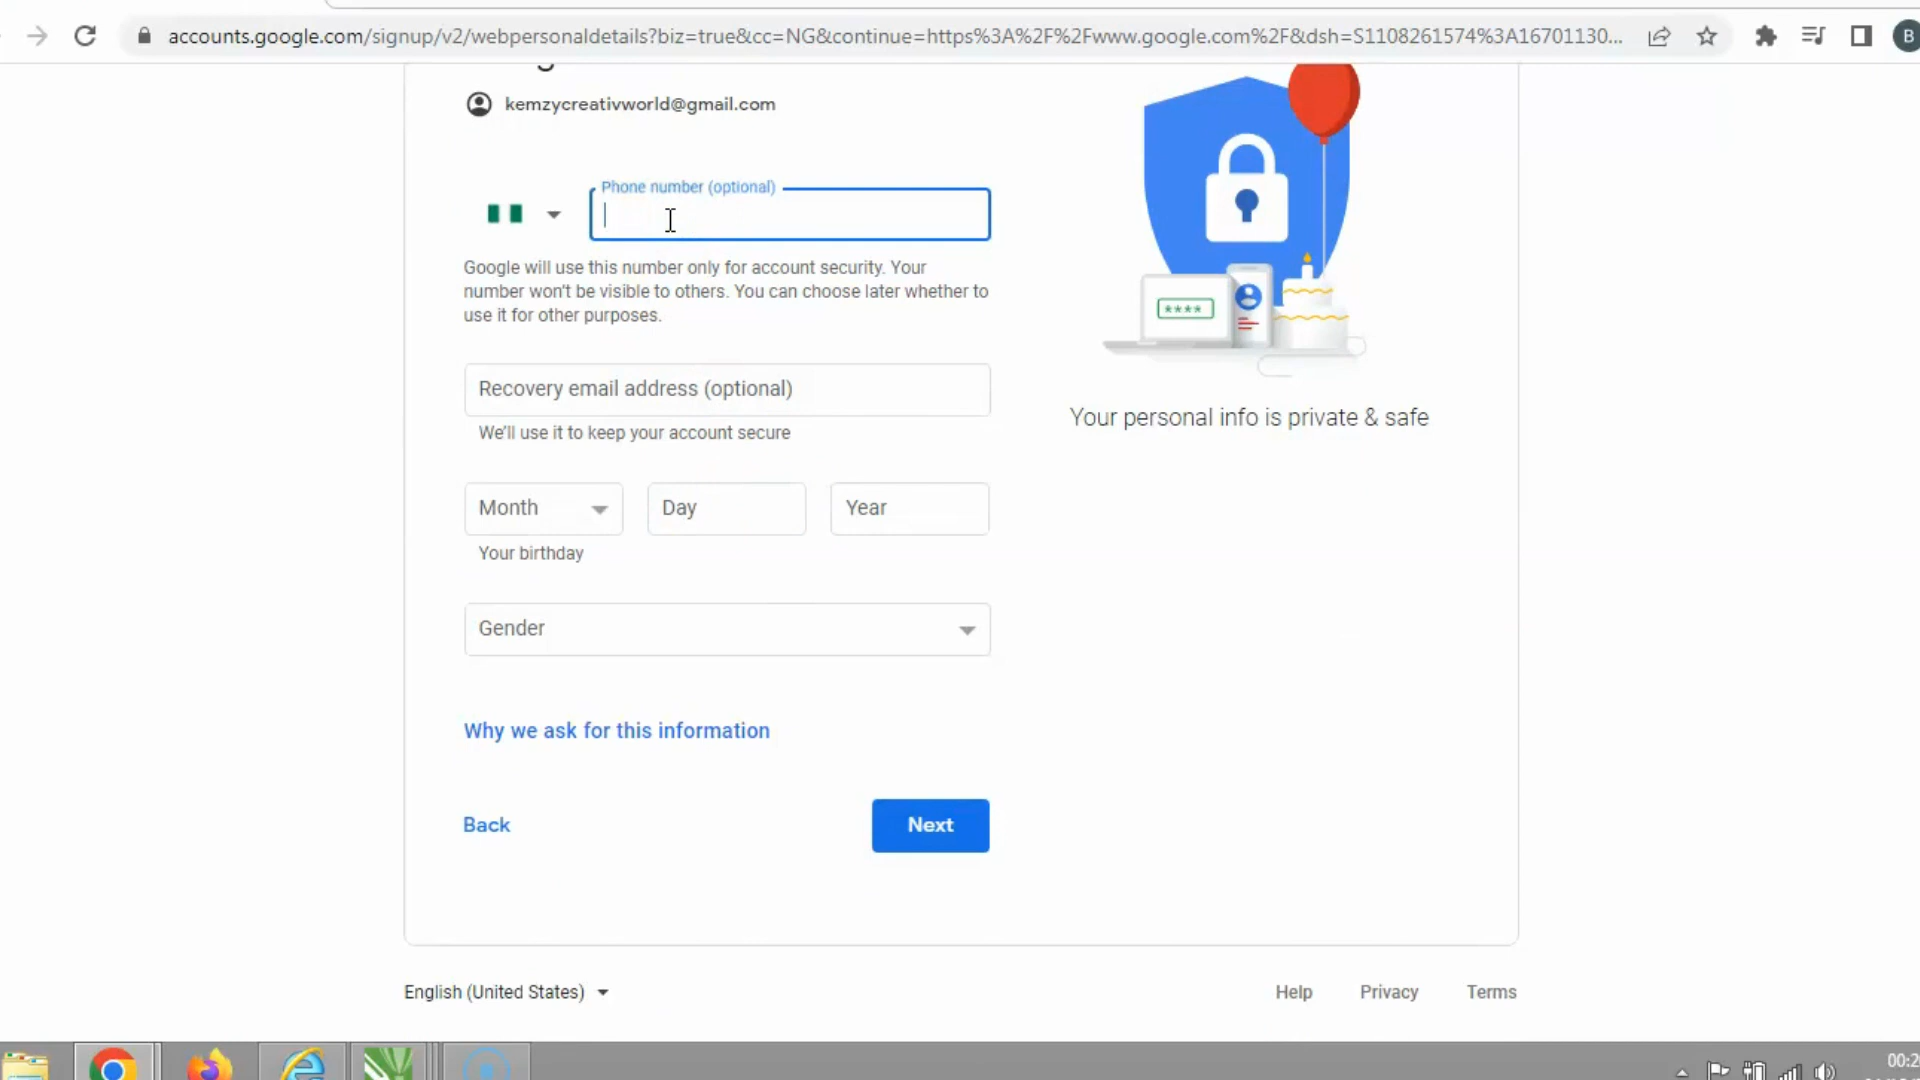 accounts.google.com/signup/v2/webpersonaldetails?biz=true&cc=NG&continue=https%3A%2F%2Fwww.google.com%2F&dsh=S1108261574%3A16701130...
B
kemzycreativworld@gmail.com
Phone number (optional)
Google will use this number only for account security. Your
number won't be visible to others. You can choose later whether to
use it for other purposes.
****
Recovery email address (optional)
Your personal info is private & safe
We'll use it to keep your account secure
Month
Day
Year
Your birthday
Gender
Why we ask for this information
Back
Next
English (United States)
Help
Privacy
Terms